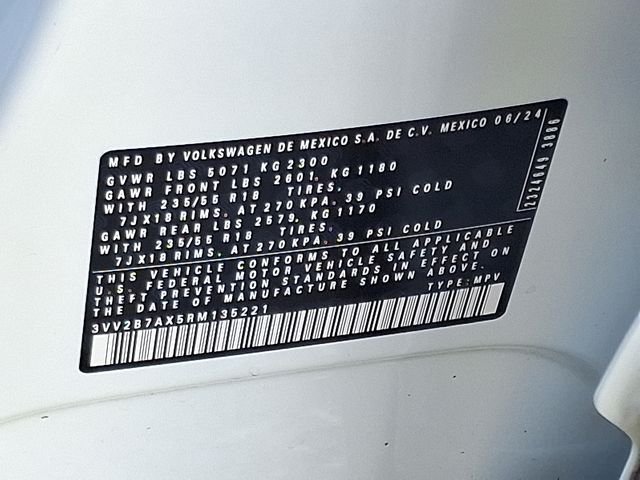 MFD BY VOLKSWAGEN DE MEXICO S.A. DE C.V. MEXICO 06/24
GVWR LBS 5071 KG 2300
GAWR FRONT LBS 2601. KG 1180
WITH 235/55 R18 TIRES,
7JX18 RIMS, AT 270 KPA, 39 PSI COLD
GAWR REAR LBS 2579, KG 1170
WITH 235/55 R18 TIRES,
7JX18 RIMS, AT 270 KPA, 39 PSI COLD
THIS VEHICLE CONFORMS TO ALL APPLICABLE
U.S. FEDERAL MOTOR VEHICLE SAFETY AND
THEFT PREVENTION STANDARDS IN EFFECT ON
THE DATE OF MANUFACTURE SHOWN ABOVE.
3VV2B7AX5RM135221 TYPE: MPV
2324649 3886